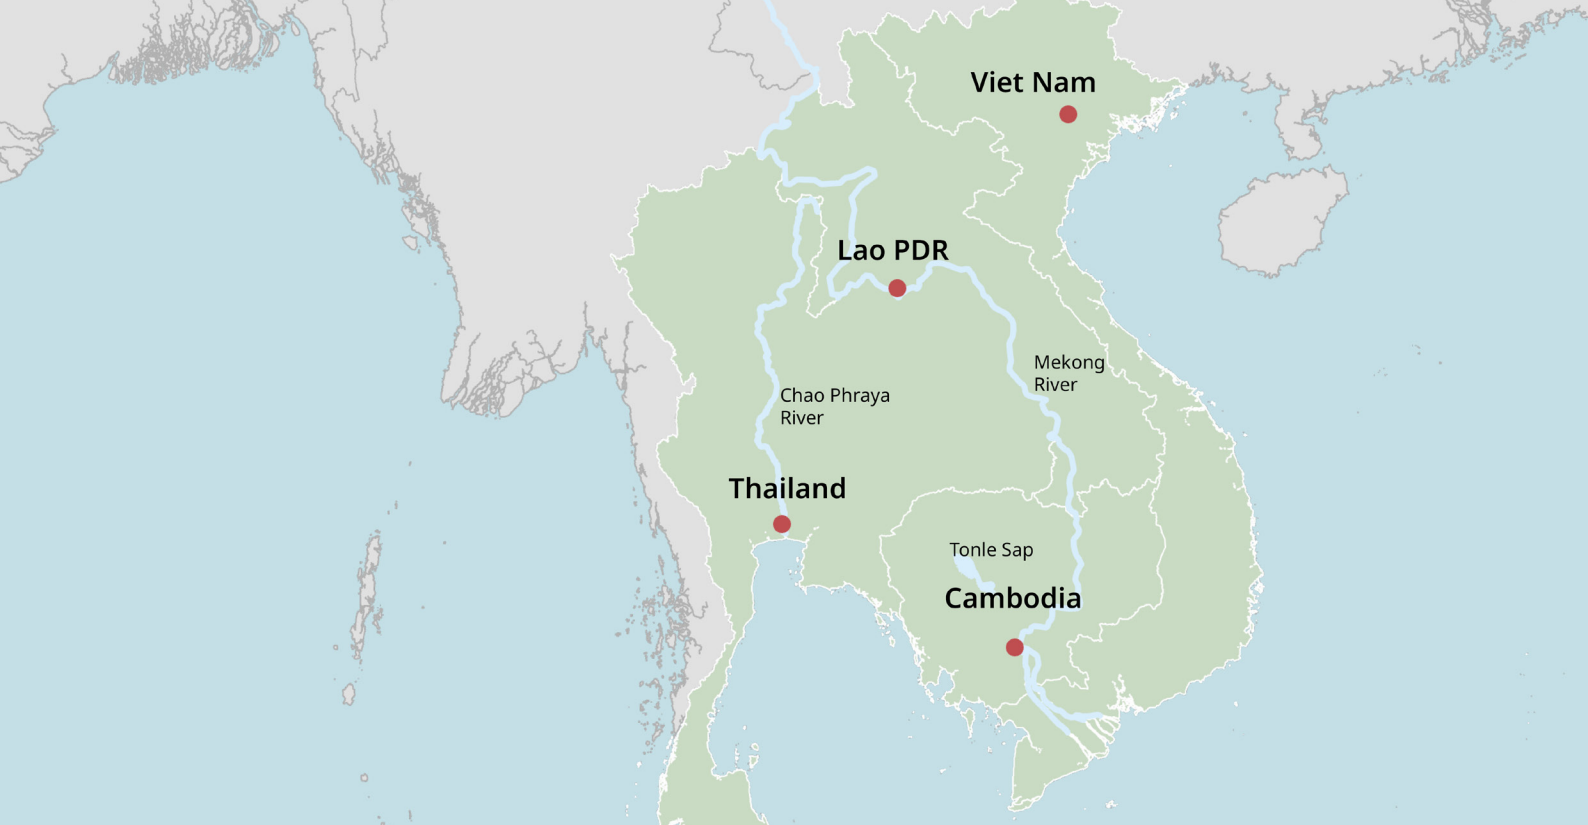 Viet Nam
Lao PDR
Mekong
River
Chao Phraya
River
Thailand
Tonle Sap
Cambodia